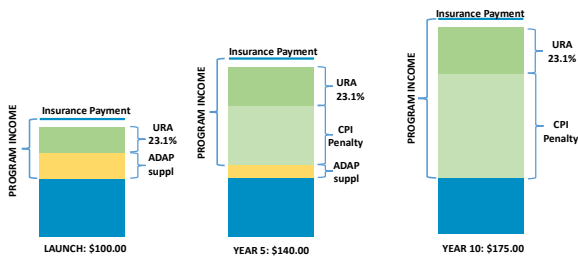 PROGRAM INCOME
Insurance Payment
URA
23.1%
ADAP
suppl
LAUNCH: $100.00
PROGRAM INCOME
Insurance Payment
URA
23.1%
CPI
Penalty
ADAP
suppl
YEAR 5: $140.00
PROGRAM INCOME
Insurance Payment
URA
23.1%
CPI
Penalty
YEAR 10: $175.00